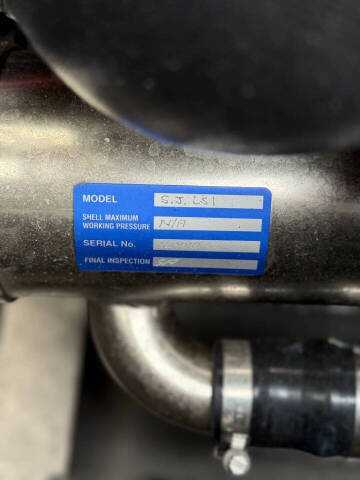 MODEL S.J. LS1
SHELL MAXIMUM
WORKING PRESSURE N/A
SERIAL No.
FINAL INSPECTION